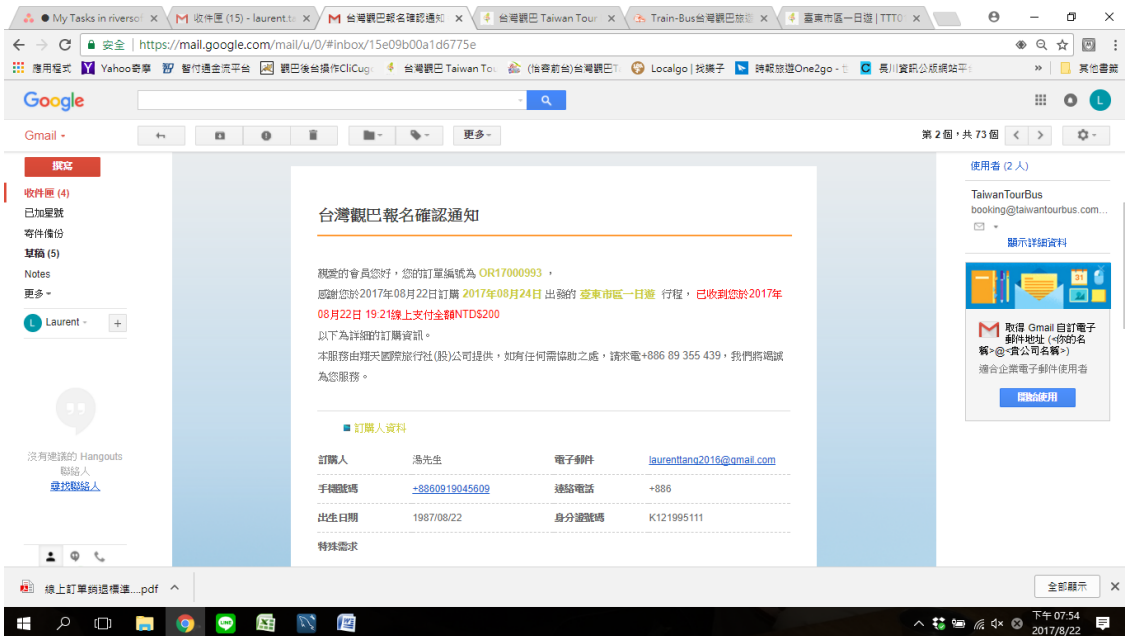 ● My Tasks in riversof
收件匣 (15) - laurent.t
台灣觀巴報名確認通知
台灣觀巴 Taiwan Tour
Train-Bus台灣觀巴旅遊
臺東市區一日遊 | TTT0
安全 | https://mail.google.com/mail/u/0/#inbox/15e09b00a1d6775e
應用程式 Yahoo奇摩 智付通金流平台 觀巴後台操作CliCug 台灣觀巴 Taiwan To (怡容前台)台灣觀巴 Localgo | 找樂子 時報旅遊One2go - 長川資訊公版網站平 » 其他書籤
Google
Gmail
更多
第 2 個，共 73 個
撰寫
收件匣 (4)
已加星號
寄件備份
草稿 (5)
Notes
更多
L Laurent +
沒有建議的 Hangouts
聯絡人
尋找聯絡人
台灣觀巴報名確認通知
親愛的會員您好，您的訂單編號為 OR17000993 ，
感謝您於2017年08月22日訂購 2017年08月24日 出發的 臺東市區一日遊 行程， 已收到您於2017年
08月22日 19:21線上支付全額NTD$200
以下為詳細的訂購資訊。
本服務由翔天國際旅行社(股)公司提供，如有任何需協助之處，請來電+886 89 355 439，我們將竭誠
為您服務。
訂購人資料
訂購人 湯先生 電子郵件 laurenttang2016@gmail.com
手機號碼 +8860919045609 連絡電話 +886
出生日期 1987/08/22 身分證號碼 K121995111
特殊需求
使用者 (2 人)
TaiwanTourBus
booking@taiwantourbus.com...
顯示詳細資料
31
取得 Gmail 自訂電子
郵件地址 (<你的名
稱>@<貴公司名稱>)
適合企業電子郵件使用者
開始使用
線上訂單銷退標準....pdf
全部顯示
LINE
下午 07:54
2017/8/22